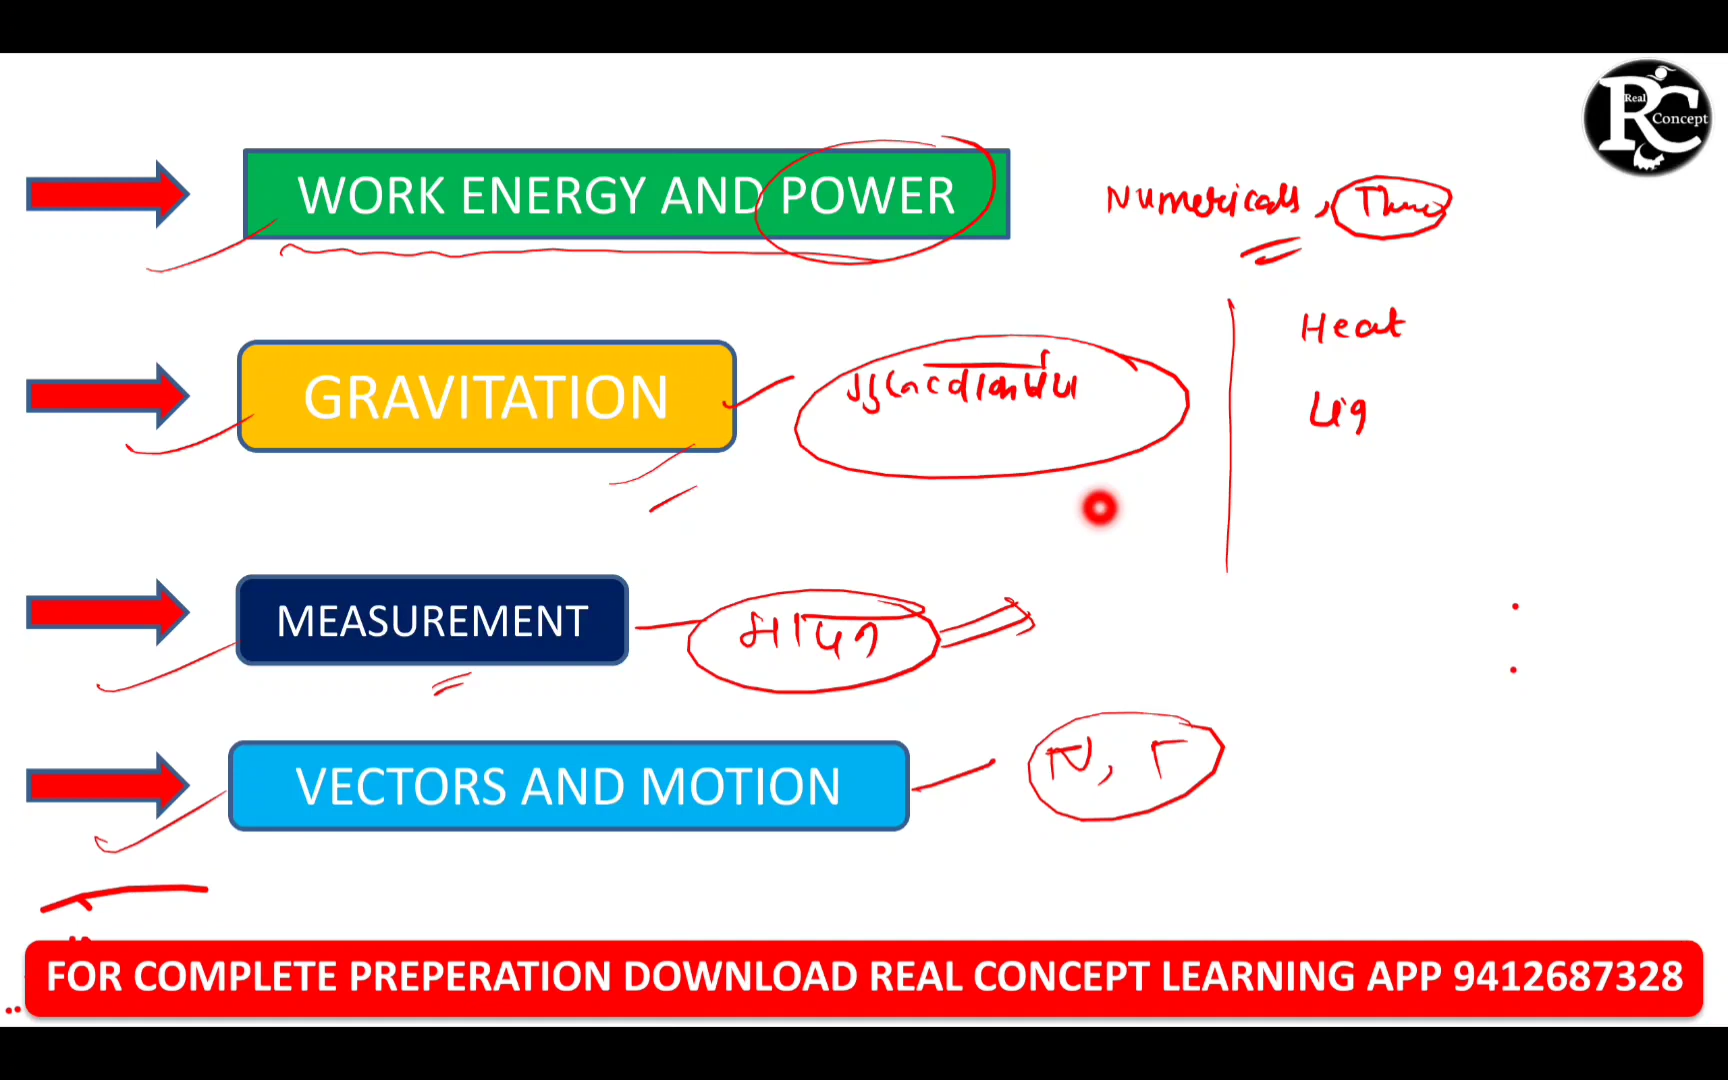 Real
Concept
WORK ENERGY AND POWER
Numericals,
Heat
GRAVITATION
गुरुत्वाकर्षण
Lig
MEASUREMENT
मापन
VECTORS AND MOTION
N, T
FOR COMPLETE PREPERATION DOWNLOAD REAL CONCEPT LEARNING APP 9412687328